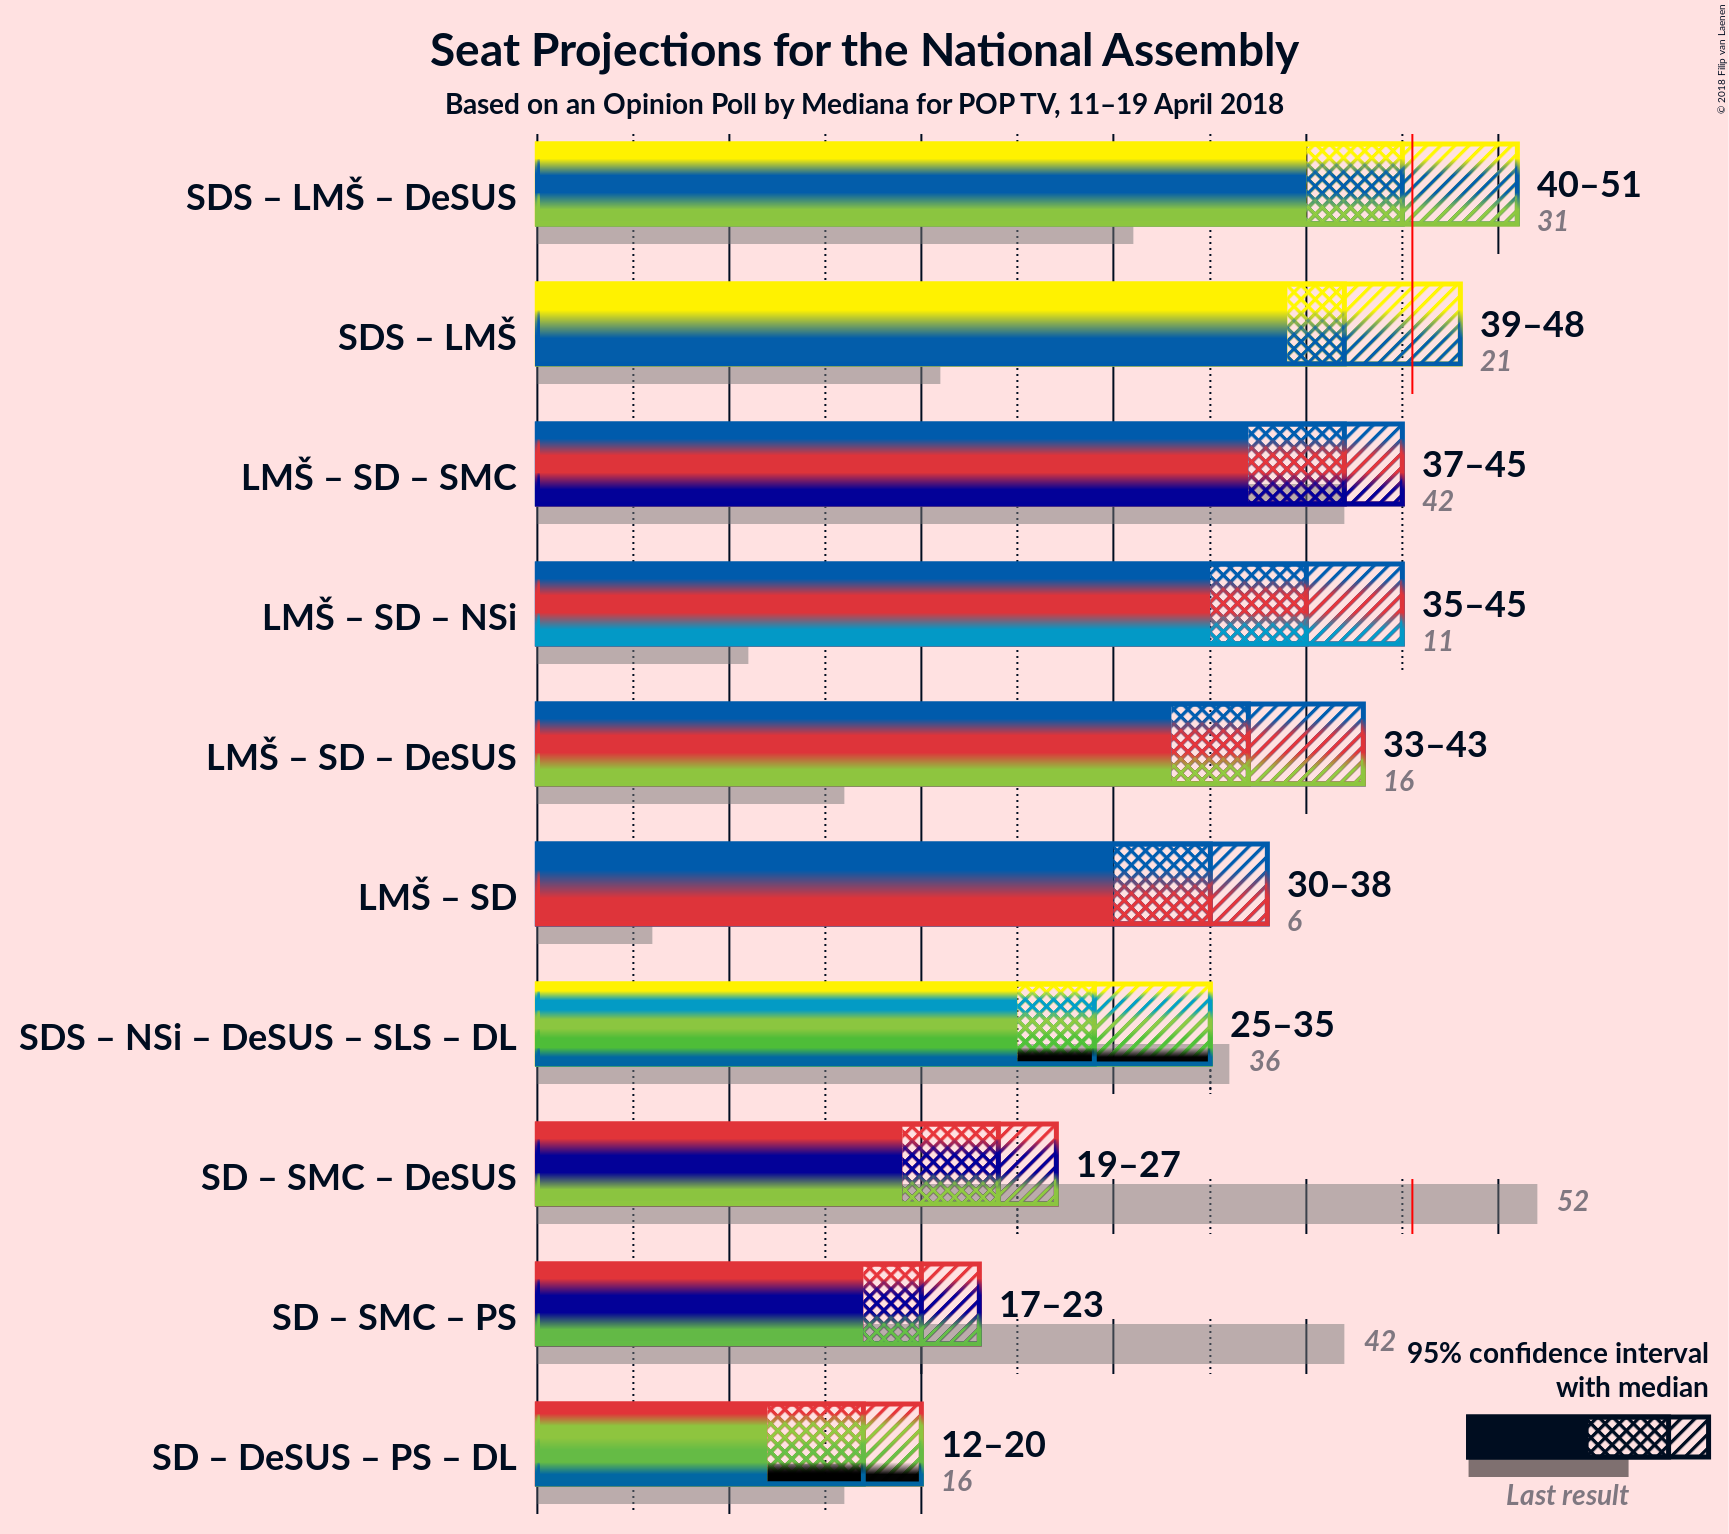 Seat Projections for the National Assembly
Based on an Opinion Poll by Mediana for POP TV, 11–19 April 2018
© 2018 Filip van Laenen
SDS – LMŠ – DeSUS
40–51
31
SDS – LMŠ
39–48
21
LMŠ – SD – SMC
37–45
42
LMŠ – SD – NSi
35–45
11
LMŠ – SD – DeSUS
33–43
16
LMŠ – SD
30–38
6
SDS – NSi – DeSUS – SLS – DL
25–35
36
SD – SMC – DeSUS
19–27
52
SD – SMC – PS
17–23
42
SD – DeSUS – PS – DL
12–20
16
95% confidence interval
with median
Last result